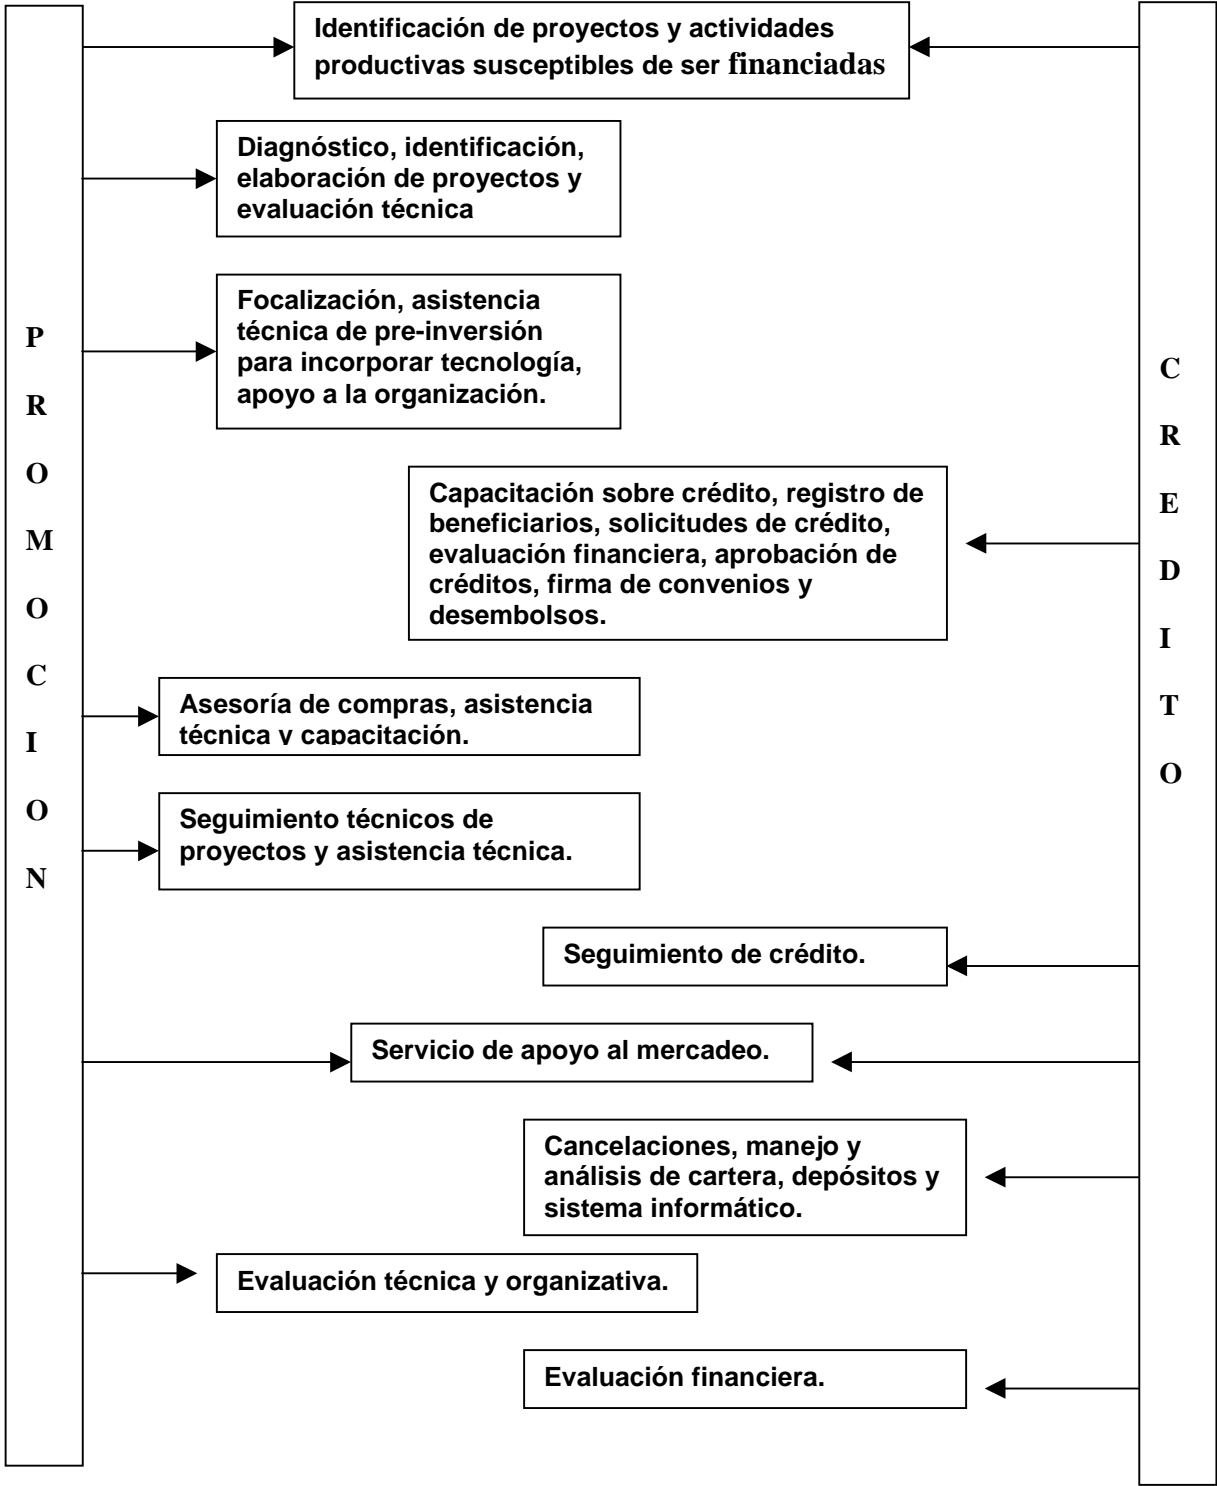 Identificación de proyectos y actividades
productivas susceptibles de ser financiadas
Diagnóstico, identificación,
elaboración de proyectos y
evaluación técnica
Focalización, asistencia
técnica de pre-inversión
para incorporar tecnología,
apoyo a la organización.
P
R
O
M
O
C
I
O
N
Capacitación sobre crédito, registro de
beneficiarios, solicitudes de crédito,
evaluación financiera, aprobación de
créditos, firma de convenios y
desembolsos.
C
R
E
D
I
T
O
Asesoría de compras, asistencia
técnica y capacitación.
Seguimiento técnicos de
proyectos y asistencia técnica.
Seguimiento de crédito.
Servicio de apoyo al mercadeo.
Cancelaciones, manejo y
análisis de cartera, depósitos y
sistema informático.
Evaluación técnica y organizativa.
Evaluación financiera.